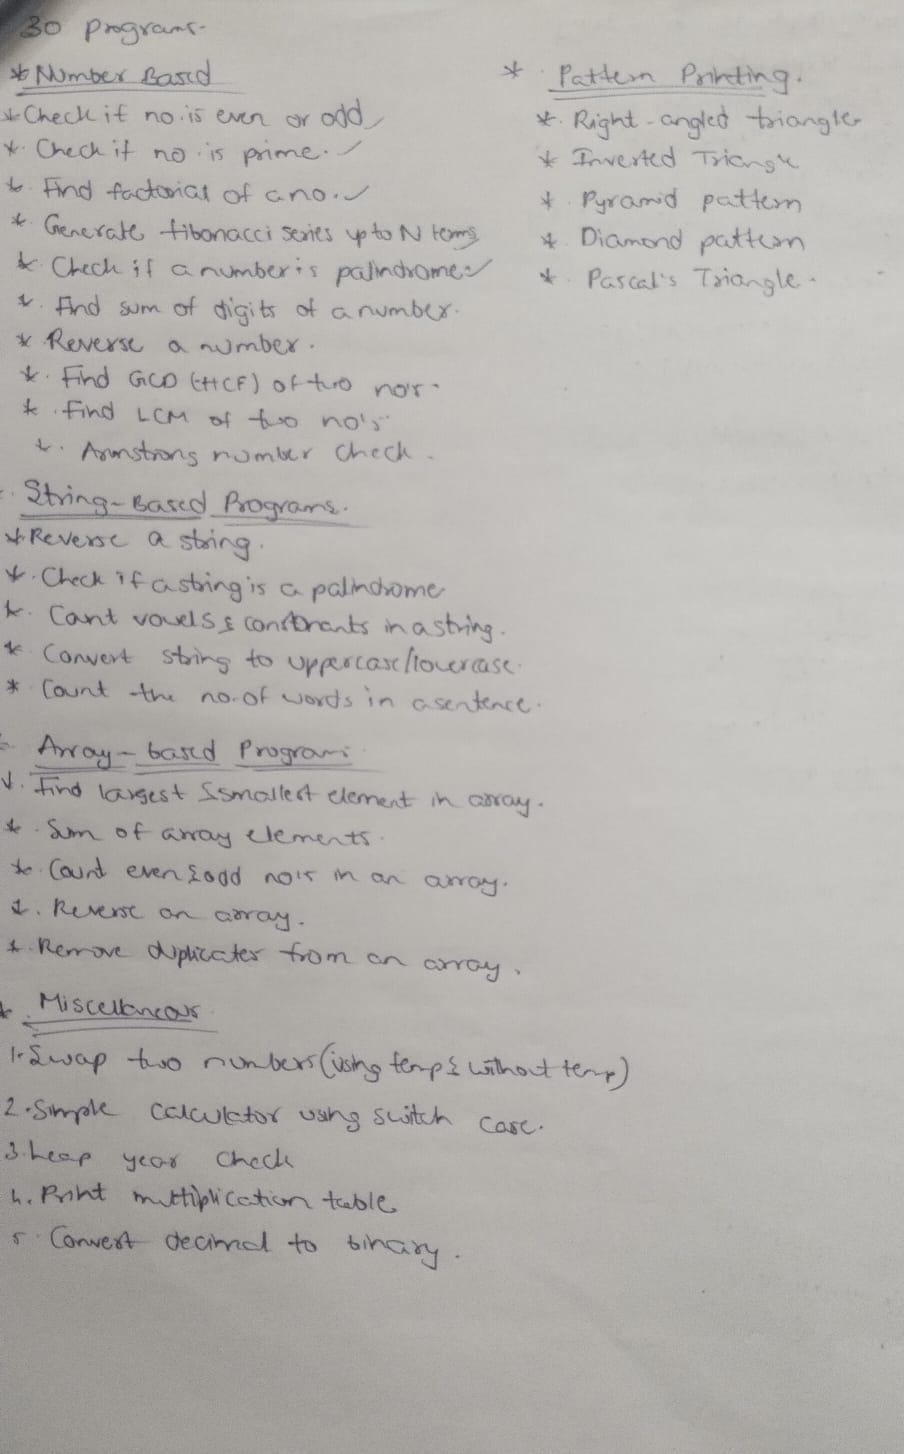 30 Programs-
* Number Based
* Check if no. is even or odd ✓
* Check if no. is prime. ✓
* Find factorial of a no. ✓
* Generate fibonacci series up to N terms
* Check if a number is palindrome ✓
* Find sum of digits of a number.
* Reverse a number.
* Find GCD (HCF) of two no's.
* Find LCM of two no's
* Armstrong number check.
String-Based Programs.
* Reverse a string.
* Check if a string is a palindrome
* Cont vowels & in a string.
* Convert string to uppercase/lowercase.
* Count the no. of words in a sentence.
Array-based Program:
* Find largest & smallest element in array.
* Sum of array elements.
* Count even & odd no's in an array.
* Reverse an array.
* Remove duplicates from an array.
* Miscellaneous
1. Swap two numbers (using temp & without temp)
2. Simple calculator using switch case.
3. Leap year check
4. Print multiplication table
5. Convert decimal to binary.
* Pattern Printing.
* Right-angled triangle
* Inverted Triangle
* Pyramid pattern
* Diamond pattern
* Pascal's Triangle.